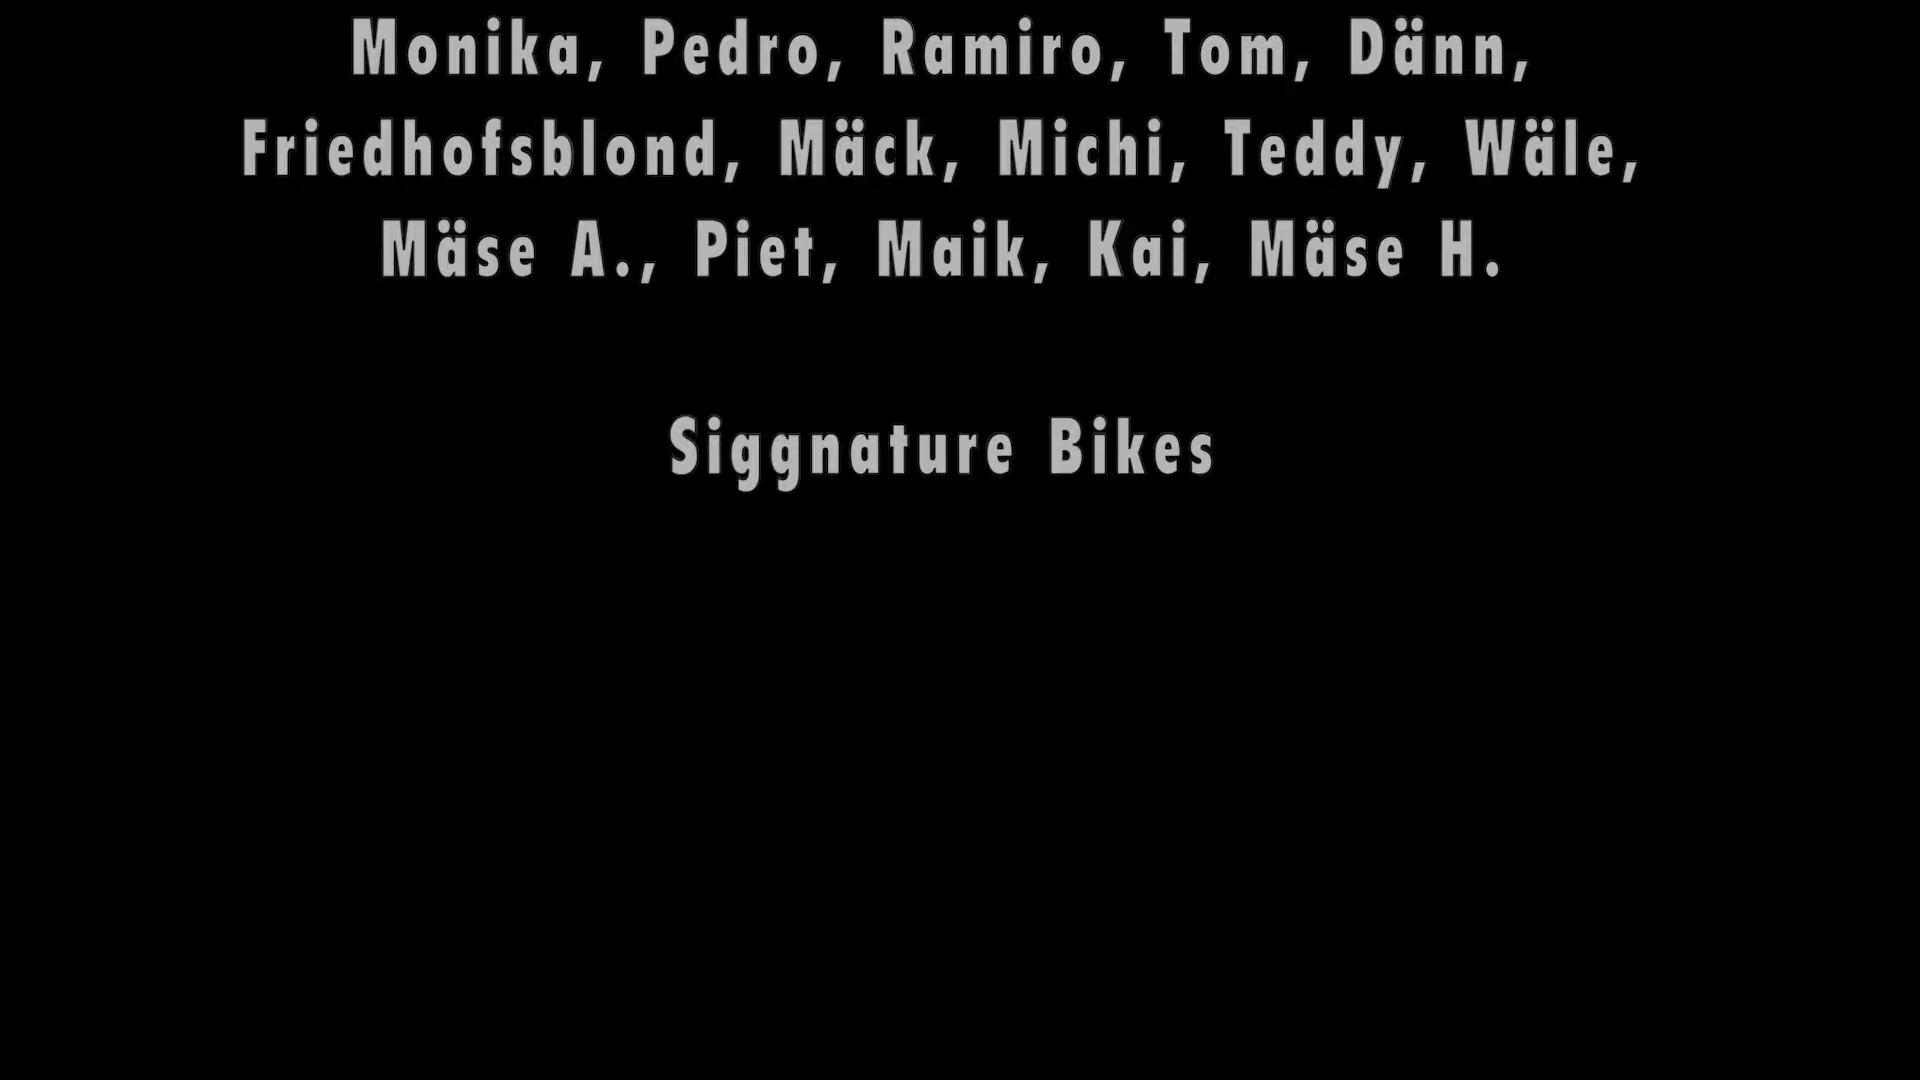 Monika, Pedro, Ramiro, Tom, Dänn,
Friedhofsblond, Mäck, Michi, Teddy, Wäle,
Mäse A., Piet, Maik, Kai, Mäse H.
Siggnature Bikes